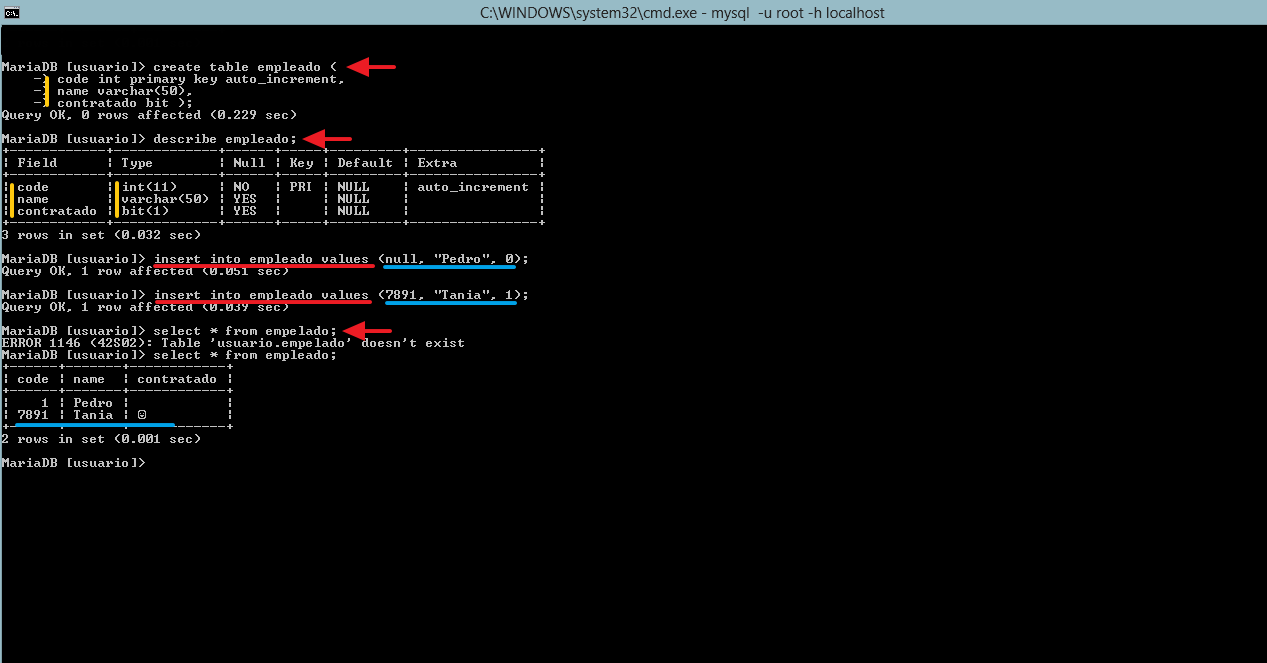 C:\WINDOWS\system32\cmd.exe - mysql  -u root -h localhost
MariaDB [usuario]> create table empleado (
    -> code int primary key auto_increment,
    -> name varchar(50),
    -> contratado bit );
Query OK, 0 rows affected (0.229 sec)
MariaDB [usuario]> describe empleado;
+------------+-------------+------+-----+---------+----------------+
| Field      | Type        | Null | Key | Default | Extra          |
+------------+-------------+------+-----+---------+----------------+
| code       | int(11)     | NO   | PRI | NULL    | auto_increment |
| name       | varchar(50) | YES  |     | NULL    |                |
| contratado | bit(1)      | YES  |     | NULL    |                |
+------------+-------------+------+-----+---------+----------------+
3 rows in set (0.032 sec)
MariaDB [usuario]> insert into empleado values (null, "Pedro", 0);
Query OK, 1 row affected (0.051 sec)
MariaDB [usuario]> insert into empleado values (7891, "Tania", 1);
Query OK, 1 row affected (0.039 sec)
MariaDB [usuario]> select * from empelado;
ERROR 1146 (42S02): Table 'usuario.empelado' doesn't exist
MariaDB [usuario]> select * from empleado;
+------+-------+------------+
| code | name  | contratado |
+------+-------+------------+
|    1 | Pedro |            |
| 7891 | Tania | ☺          |
+------+-------+------------+
2 rows in set (0.001 sec)
MariaDB [usuario]>